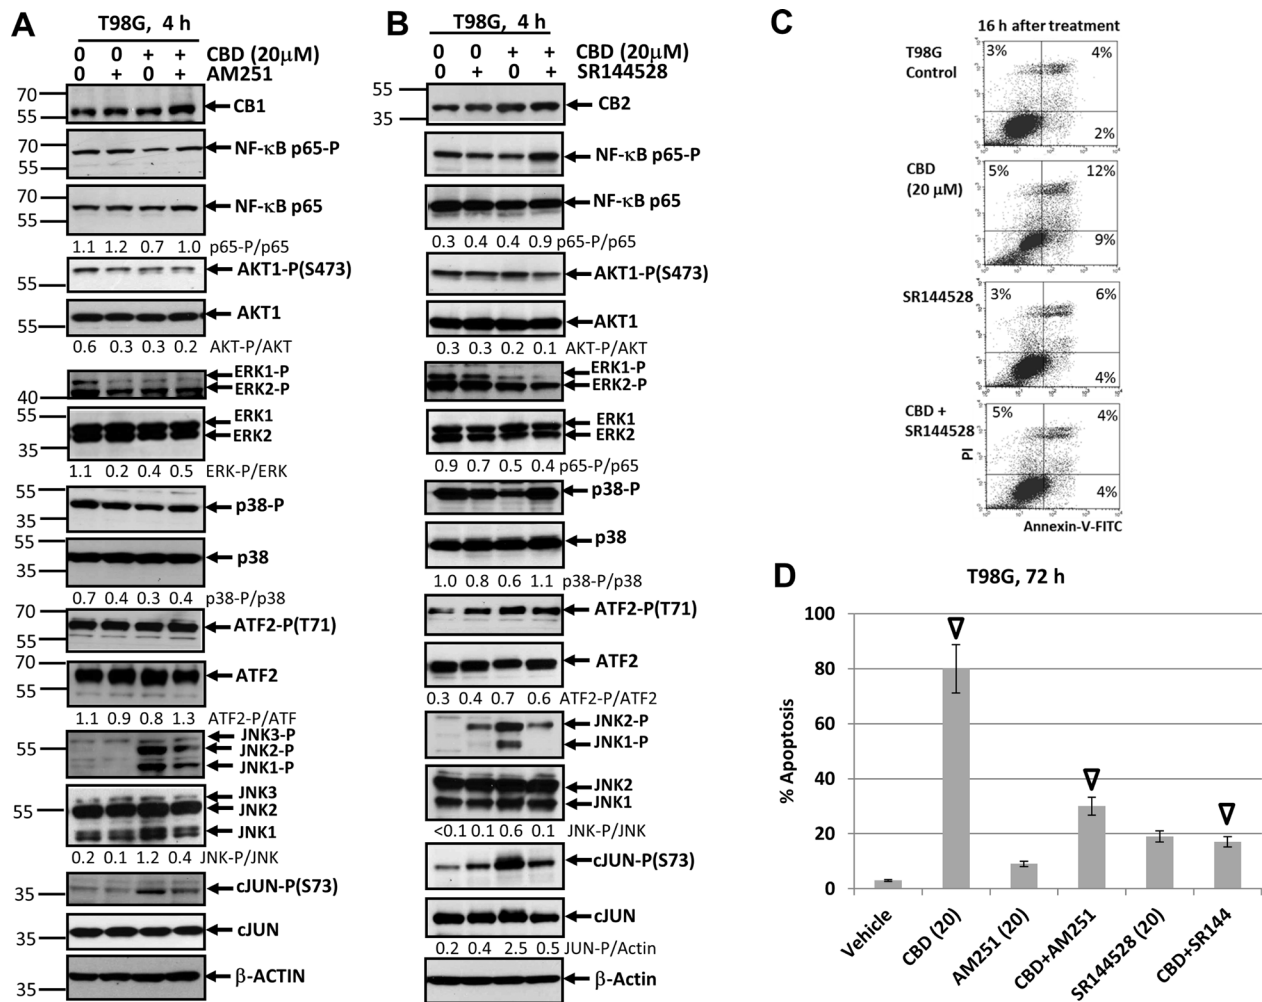 A
T98G, 4 h
0 0 + + CBD (20µM)
0 + 0 + AM251
70
55
CB1
70
55
NF-κB p65-P
70
55
NF-κB p65
1.1 1.2 0.7 1.0 p65-P/p65
55
AKT1-P(S473)
55
AKT1
0.6 0.3 0.3 0.2 AKT-P/AKT
ERK1-P
ERK2-P
40
55
35
ERK1
ERK2
1.1 0.2 0.4 0.5 ERK-P/ERK
55
35
p38-P
55
35
p38
0.7 0.4 0.3 0.4 p38-P/p38
70
55
ATF2-P(T71)
70
55
ATF2
1.1 0.9 0.8 1.3 ATF2-P/ATF
55
JNK3-P
JNK2-P
JNK1-P
55
JNK3
JNK2
JNK1
0.2 0.1 1.2 0.4 JNK-P/JNK
35
cJUN-P(S73)
35
cJUN
35
β-ACTIN
B
T98G, 4 h
0 0 + + CBD (20µM)
0 + 0 + SR144528
55
35
CB2
NF-κB p65-P
NF-κB p65
0.3 0.4 0.4 0.9 p65-P/p65
AKT1-P(S473)
AKT1
0.3 0.3 0.2 0.1 AKT-P/AKT
ERK1-P
ERK2-P
ERK1
ERK2
0.9 0.7 0.5 0.4 p65-P/p65
p38-P
p38
1.0 0.8 0.6 1.1 p38-P/p38
ATF2-P(T71)
ATF2
0.3 0.4 0.7 0.6 ATF2-P/ATF2
JNK2-P
JNK1-P
JNK2
JNK1
<0.1 0.1 0.6 0.1 JNK-P/JNK
cJUN-P(S73)
cJUN
0.2 0.4 2.5 0.5 JUN-P/Actin
β-Actin
C
16 h after treatment
T98G
Control
3% 4%
2%
CBD
(20 µM)
5% 12%
9%
SR144528
3% 6%
4%
CBD +
SR144528
5% 4%
4%
PI
Annexin-V-FITC
D
T98G, 72 h
% Apoptosis
100
80
60
40
20
0
Vehicle
CBD (20)
AM251 (20)
CBD+AM251
SR144528 (20)
CBD+SR144